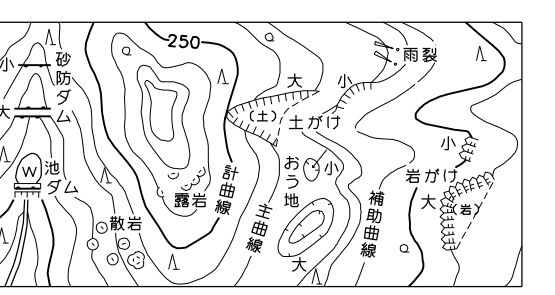 250
小
砂防ダム
大
W
池
ダム
散岩
露岩
計曲線
主曲線
大
(土)
土がけ
小
雨裂
小
岩がけ
大
(岩)
おう地
小
大
補助曲線